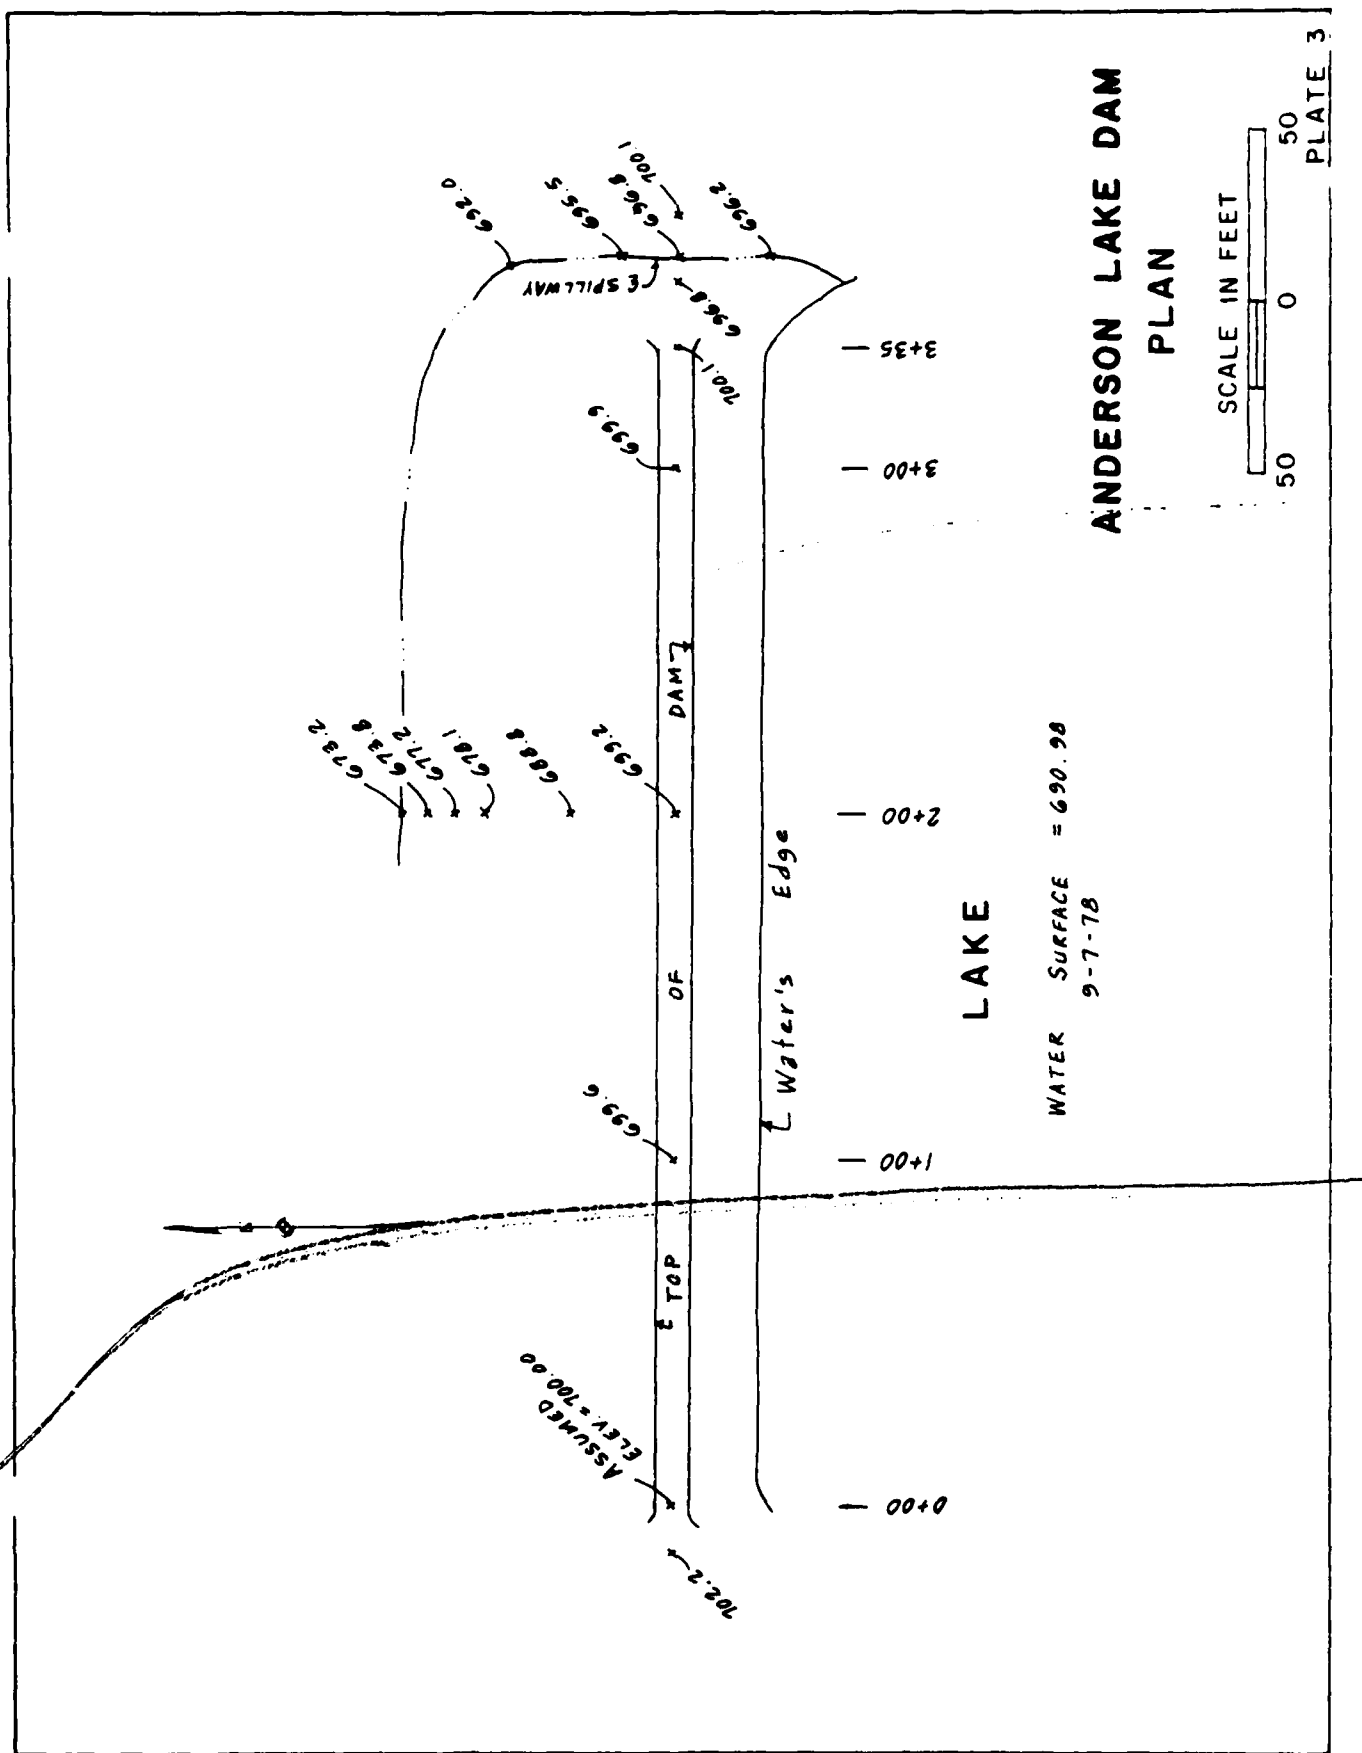 692.0
695.5
696.8
700.1
696.2
℄ SPILLWAY
696.8
700.1
699.9
673.2
673.8
677.2
678.1
688.8
699.2
699.6
ASSUMED
ELEV = 700.00
702.2
TOP OF DAM
Water's Edge
0+00
1+00
2+00
3+00
3+35
LAKE
WATER SURFACE = 690.98
9-7-78
ANDERSON LAKE DAM
PLAN
SCALE IN FEET
50 0 50
PLATE 3